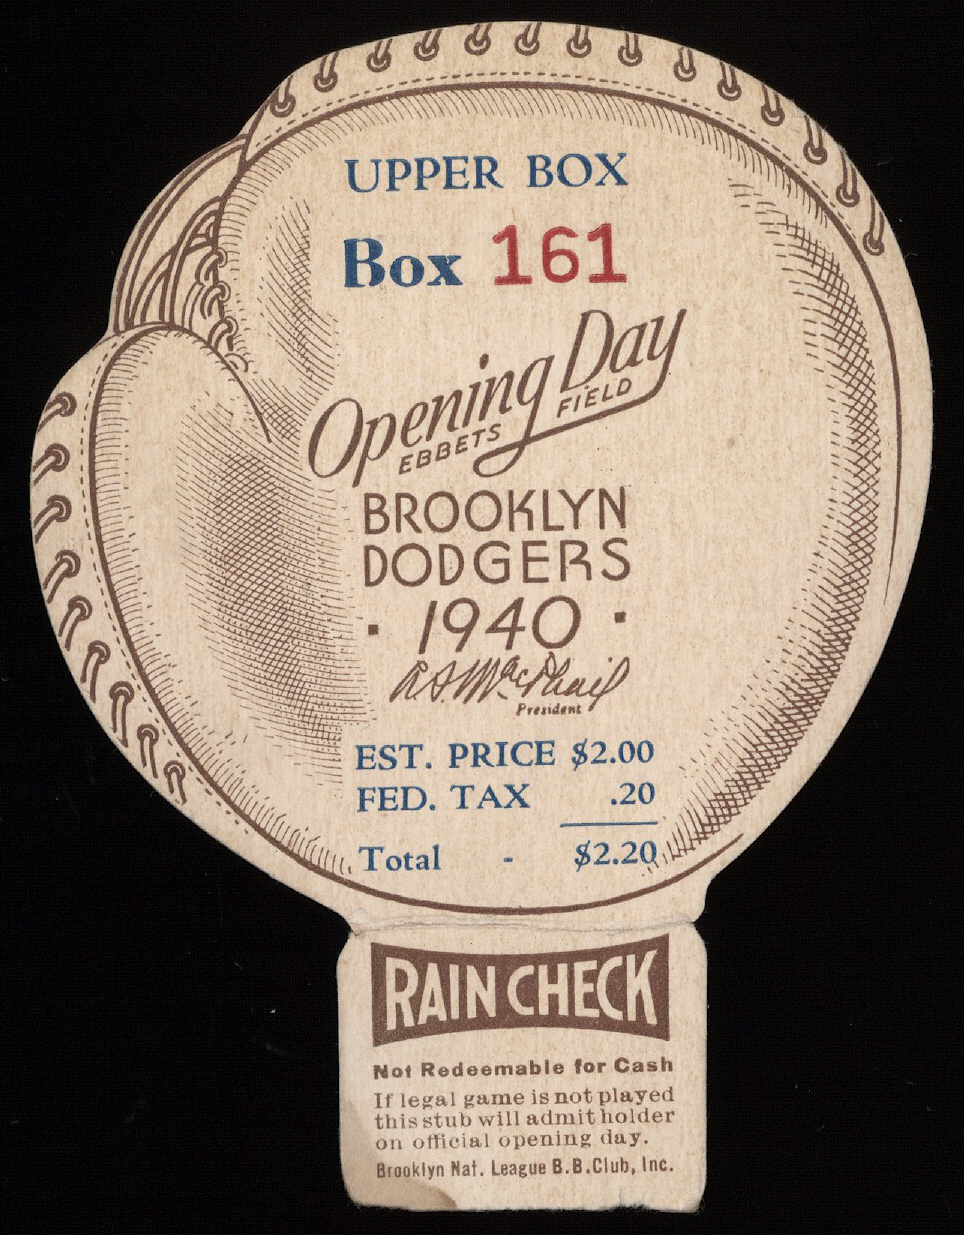 UPPER BOX
Box 161
Opening Day
EBBETS FIELD
BROOKLYN
DODGERS
· 1940 ·
L.S. MacPhail
President
EST. PRICE $2.00
FED. TAX .20
Total - $2.20
RAIN CHECK
Not Redeemable for Cash
If legal game is not played
this stub will admit holder
on official opening day.
Brooklyn Nat. League B.B.Club, Inc.